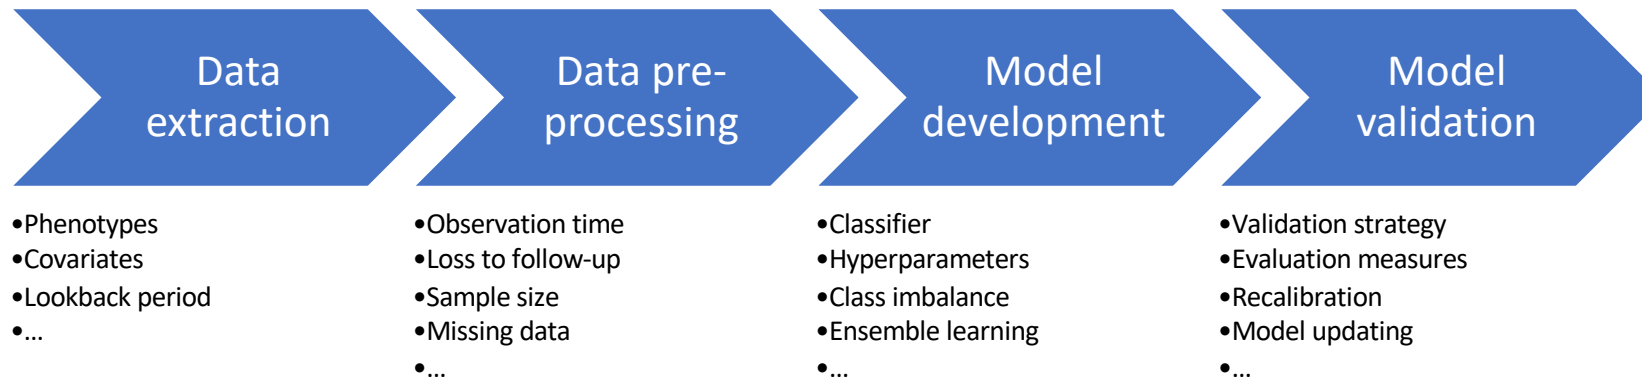 Data
extraction
•Phenotypes
•Covariates
•Lookback period
•...
Data pre-
processing
•Observation time
•Loss to follow-up
•Sample size
•Missing data
•...
Model
development
•Classifier
•Hyperparameters
•Class imbalance
•Ensemble learning
•...
Model
validation
•Validation strategy
•Evaluation measures
•Recalibration
•Model updating
•...